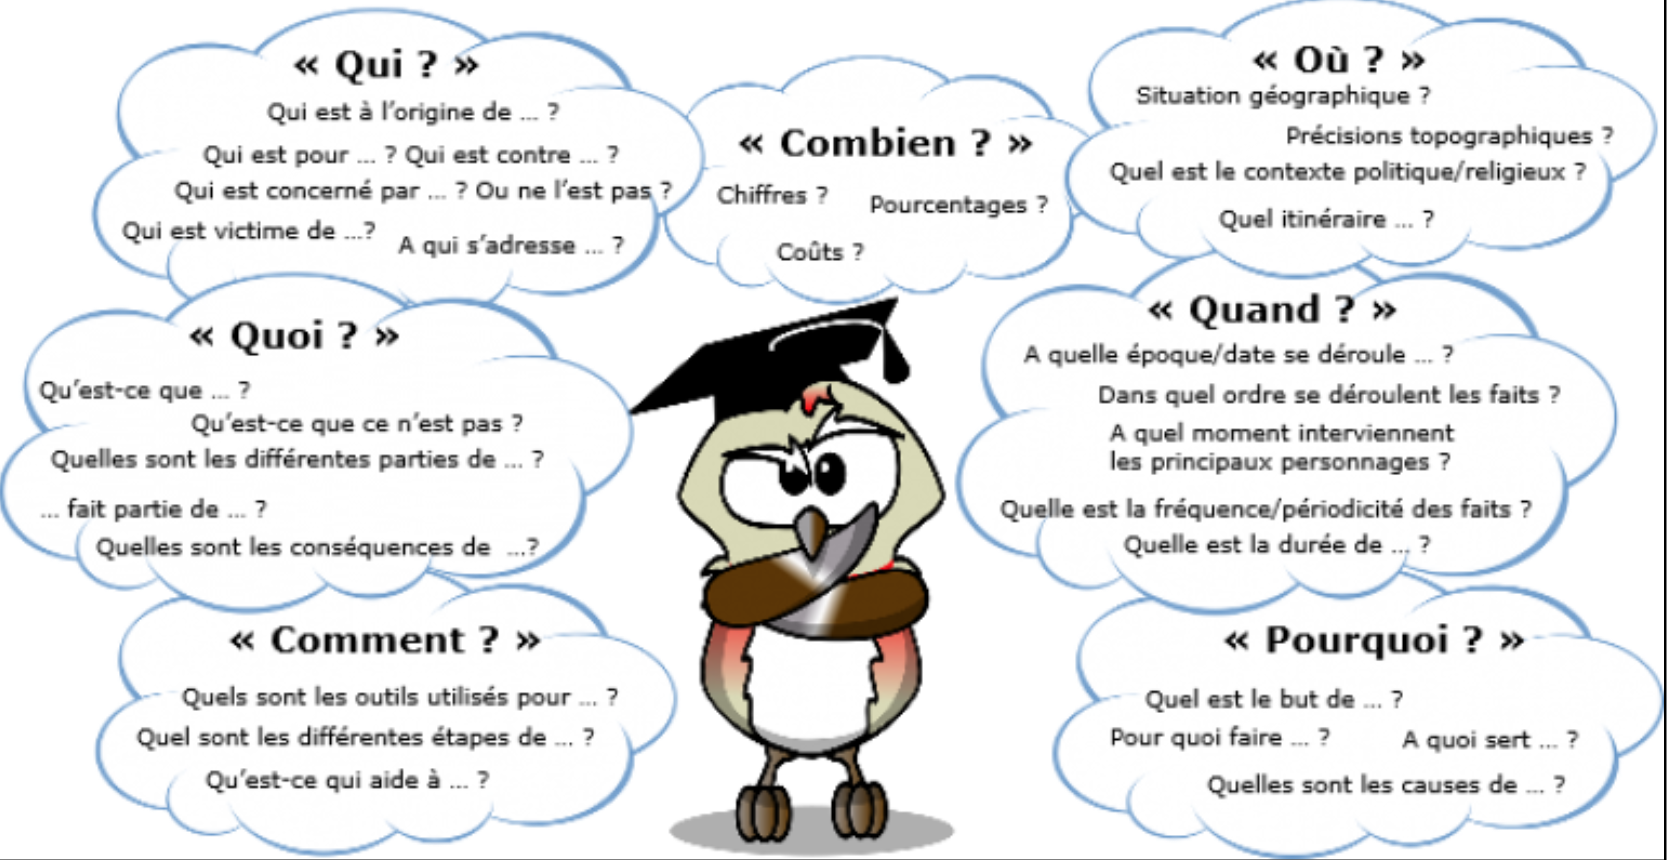 « Qui ? »
Qui est à l'origine de ... ?
Qui est pour ... ? Qui est contre ... ?
Qui est concerné par ... ? Ou ne l'est pas ?
Qui est victime de ...?
A qui s'adresse ... ?
« Combien ? »
Chiffres ?
Pourcentages ?
Coûts ?
« Où ? »
Situation géographique ?
Précisions topographiques ?
Quel est le contexte politique/religieux ?
Quel itinéraire ... ?
« Quoi ? »
Qu'est-ce que ... ?
Qu'est-ce que ce n'est pas ?
Quelles sont les différentes parties de ... ?
... fait partie de ... ?
Quelles sont les conséquences de ...?
« Quand ? »
A quelle époque/date se déroule ... ?
Dans quel ordre se déroulent les faits ?
A quel moment interviennent
les principaux personnages ?
Quelle est la fréquence/périodicité des faits ?
Quelle est la durée de ... ?
« Comment ? »
Quels sont les outils utilisés pour ... ?
Quel sont les différentes étapes de ... ?
Qu'est-ce qui aide à ... ?
« Pourquoi ? »
Quel est le but de ... ?
Pour quoi faire ... ?
A quoi sert ... ?
Quelles sont les causes de ... ?